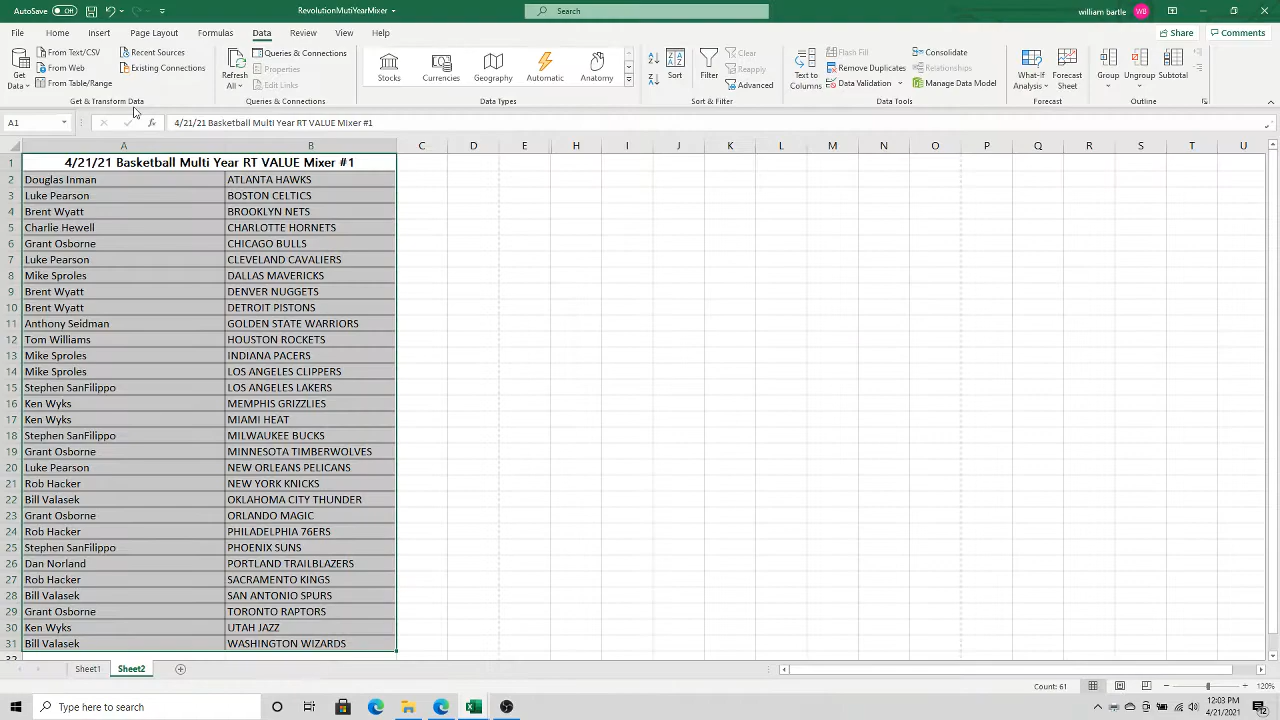 AutoSave Off RevolutionMutiYearMixer Search william bartle WB
File Home Insert Draw Page Layout Formulas Data Review View Help Share Comments
Get Data From Text/CSV From Web From Table/Range Recent Sources Existing Connections
Refresh All Queries & Connections Properties Edit Links
Stocks Currencies Geography Automatic Anatomy
Sort Filter Clear Reapply Advanced
Text to Columns Flash Fill Remove Duplicates Data Validation Consolidate Relationships Manage Data Model
What-If Analysis Forecast Sheet Group Ungroup Subtotal
Get & Transform Data Queries & Connections Data Types Sort & Filter Data Tools Forecast Outline
A1 fx 4/21/21 Basketball Multi Year RT VALUE Mixer #1
A B C D E F G H I J K L M N O P Q R S T U
1 4/21/21 Basketball Multi Year RT VALUE Mixer #1
2 Douglas Inman ATLANTA HAWKS
3 Luke Pearson BOSTON CELTICS
4 Brent Wyatt BROOKLYN NETS
5 Charlie Hewell CHARLOTTE HORNETS
6 Grant Osborne CHICAGO BULLS
7 Luke Pearson CLEVELAND CAVALIERS
8 Mike Sproles DALLAS MAVERICKS
9 Brent Wyatt DENVER NUGGETS
10 Brent Wyatt DETROIT PISTONS
11 Anthony Seidman GOLDEN STATE WARRIORS
12 Tom Williams HOUSTON ROCKETS
13 Mike Sproles INDIANA PACERS
14 Mike Sproles LOS ANGELES CLIPPERS
15 Stephen SanFilippo LOS ANGELES LAKERS
16 Ken Wyks MEMPHIS GRIZZLIES
17 Ken Wyks MIAMI HEAT
18 Stephen SanFilippo MILWAUKEE BUCKS
19 Grant Osborne MINNESOTA TIMBERWOLVES
20 Luke Pearson NEW ORLEANS PELICANS
21 Rob Hacker NEW YORK KNICKS
22 Bill Valasek OKLAHOMA CITY THUNDER
23 Grant Osborne ORLANDO MAGIC
24 Rob Hacker PHILADELPHIA 76ERS
25 Stephen SanFilippo PHOENIX SUNS
26 Dan Norland PORTLAND TRAILBLAZERS
27 Rob Hacker SACRAMENTO KINGS
28 Bill Valasek SAN ANTONIO SPURS
29 Grant Osborne TORONTO RAPTORS
30 Ken Wyks UTAH JAZZ
31 Bill Valasek WASHINGTON WIZARDS
Sheet1 Sheet2
Count: 61 120%
Type here to search 12:03 PM
4/21/2021